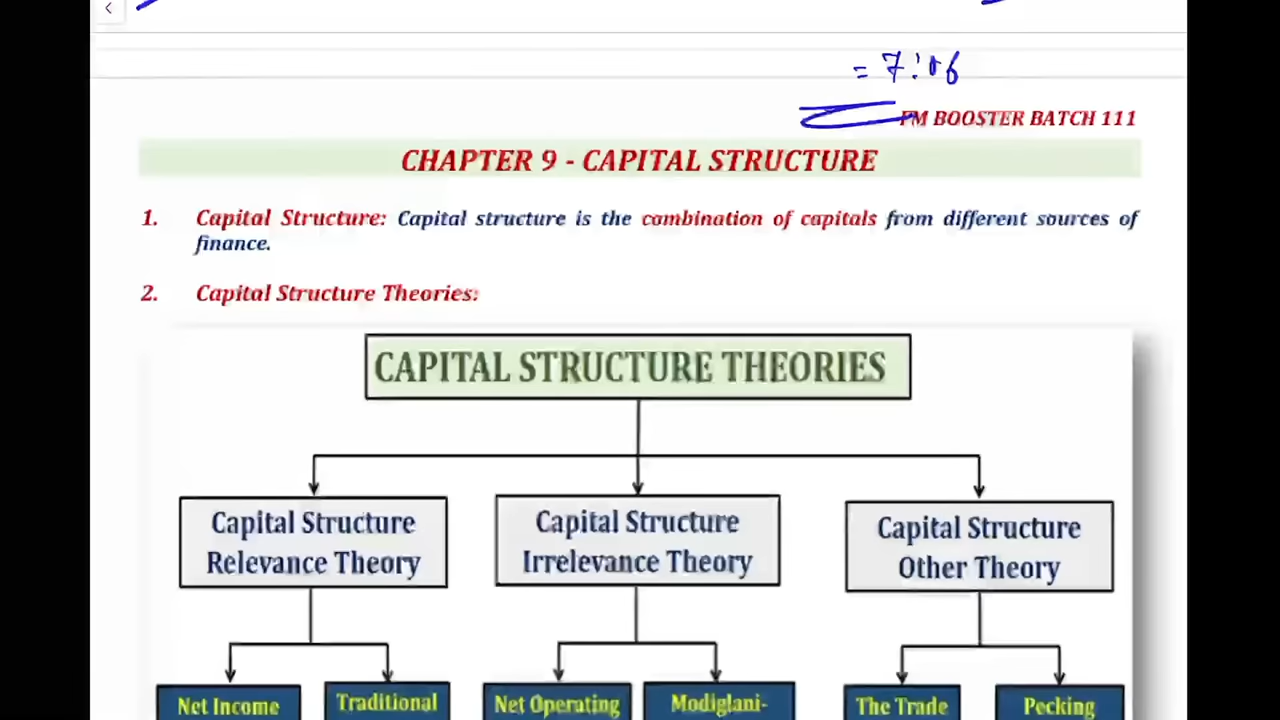 = 7:06
FM BOOSTER BATCH 111
CHAPTER 9 - CAPITAL STRUCTURE
1. Capital Structure: Capital structure is the combination of capitals from different sources of
finance.
2. Capital Structure Theories:
CAPITAL STRUCTURE THEORIES
Capital Structure
Relevance Theory
Capital Structure
Irrelevance Theory
Capital Structure
Other Theory
Net Income
Traditional
Net Operating
Modiglani-
The Trade
Pecking